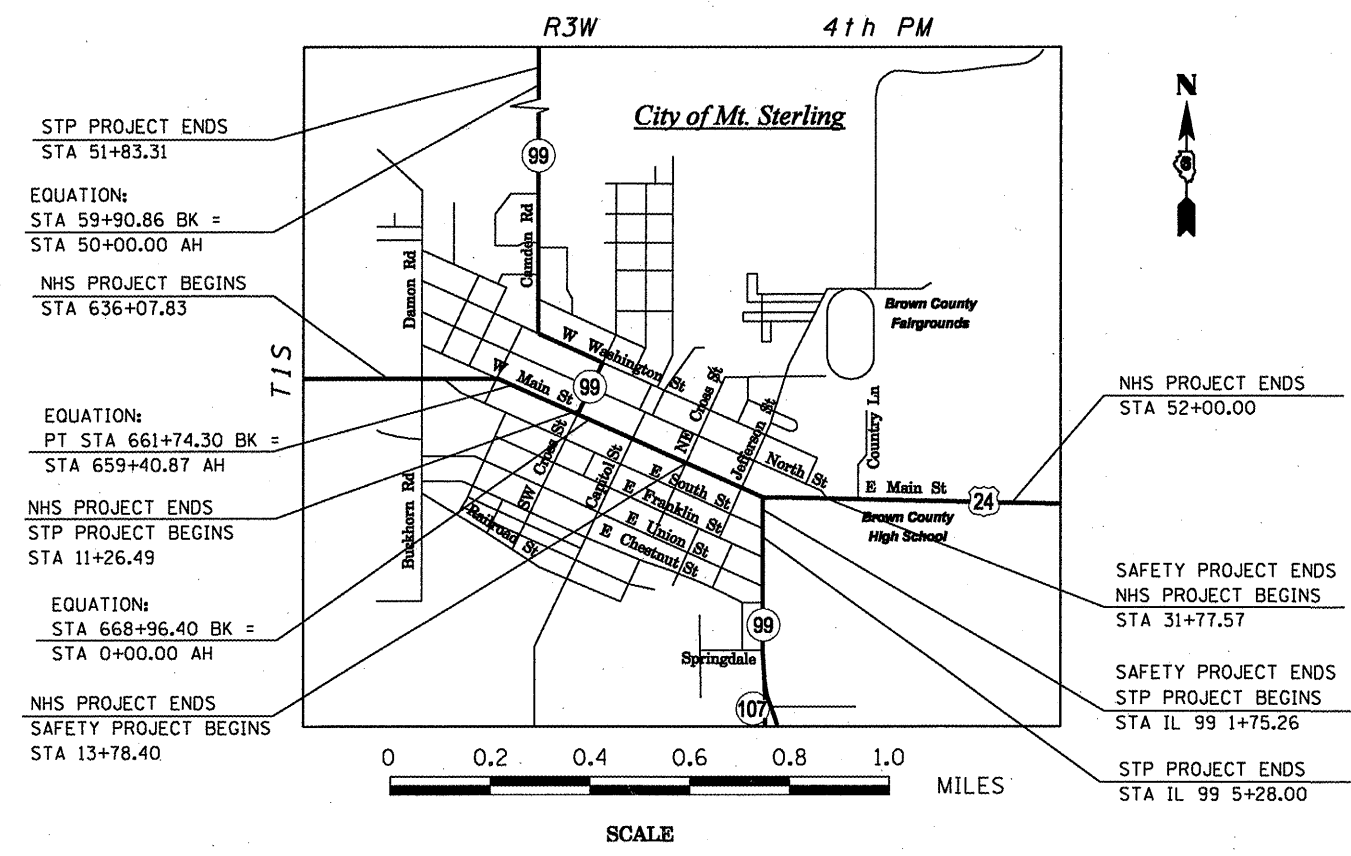 R3W
4th PM
N
6
City of Mt. Sterling
STP PROJECT ENDS
STA 51+83.31
EQUATION:
STA 59+90.86 BK =
STA 50+00.00 AH
NHS PROJECT BEGINS
STA 636+07.83
T1S
EQUATION:
PT STA 661+74.30 BK =
STA 659+40.87 AH
NHS PROJECT ENDS
STP PROJECT BEGINS
STA 11+26.49
EQUATION:
STA 668+96.40 BK =
STA 0+00.00 AH
NHS PROJECT ENDS
SAFETY PROJECT BEGINS
STA 13+78.40
99
Camden Rd
Damon Rd
W Washington St
W Main St
99
NE Cross St
Jefferson St
North St
Brown County
Fairgrounds
Country Ln
E Main St
24
Brown County
High School
SW Cross St
Capitol St
E South St
E Franklin St
E Union St
E Chestnut St
Railroad St
Buckhorn Rd
99
Springdale
107
NHS PROJECT ENDS
STA 52+00.00
SAFETY PROJECT ENDS
NHS PROJECT BEGINS
STA 31+77.57
SAFETY PROJECT ENDS
STP PROJECT BEGINS
STA IL 99 1+75.26
STP PROJECT ENDS
STA IL 99 5+28.00
0 0.2 0.4 0.6 0.8 1.0
MILES
SCALE